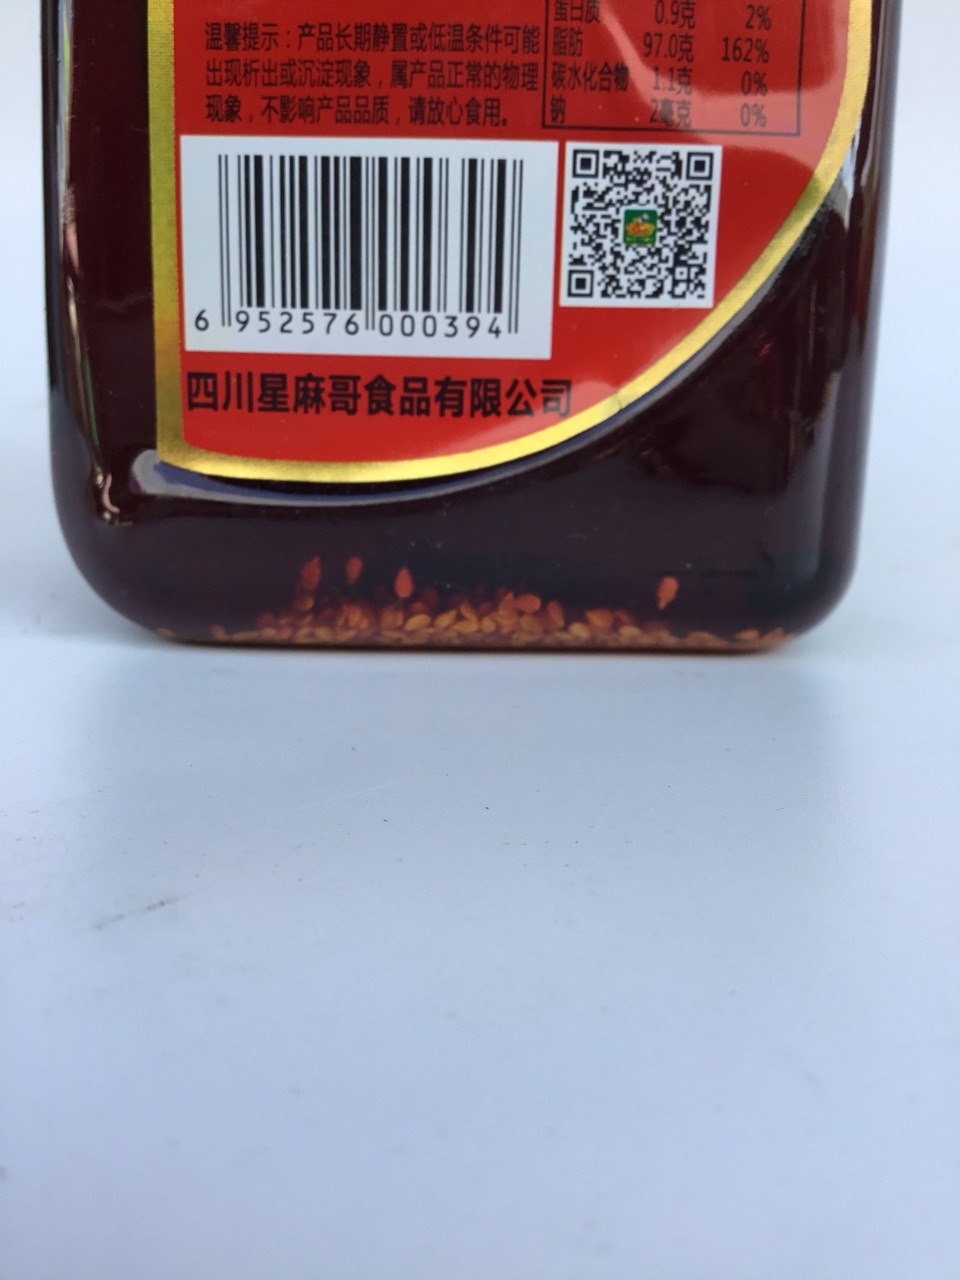 温馨提示：产品长期静置或低温条件可能
出现析出或沉淀现象，属产品正常的物理
现象，不影响产品品质，请放心食用。
蛋白质 0.9克 2%
脂肪 97.0克 162%
碳水化合物 1.1克 0%
钠 2毫克 0%
6 952576 000394
四川星麻哥食品有限公司